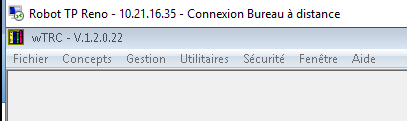 Robot TP Reno - 10.21.16.35 - Connexion Bureau à distance
wTRC - V.1.2.0.22
Fichier Concepts Gestion Utilitaires Sécurité Fenêtre Aide